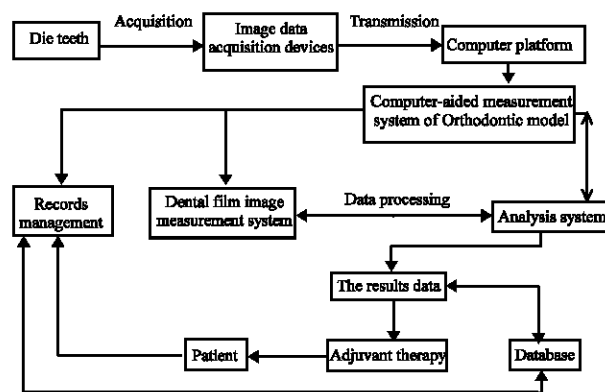 Die teeth
Acquisition
Image data
acquisition devices
Transmission
Computer platform
Computer-aided measurement
system of Orthodontic model
Records
management
Dental film image
measurement system
Data processing
Analysis system
The results data
Patient
Adjuvant therapy
Database